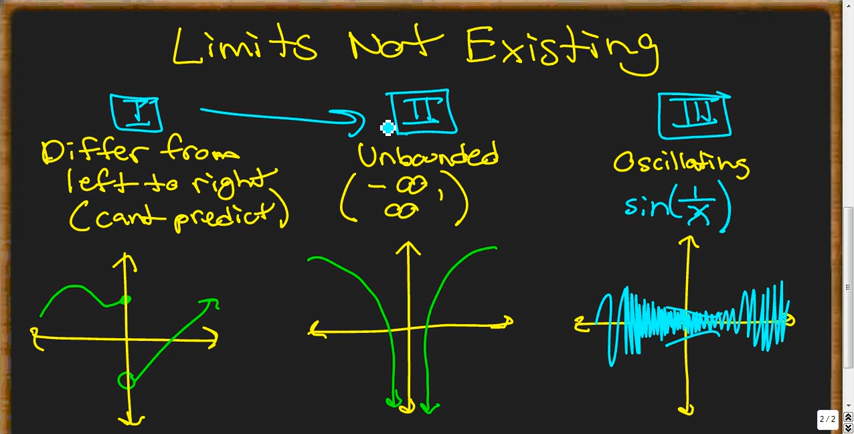 Limits Not Existing
I
II
III
Differ from
left to right
(cant predict)
Unbounded
(-∞,
∞)
Oscillating
sin(1/x)
2 / 2